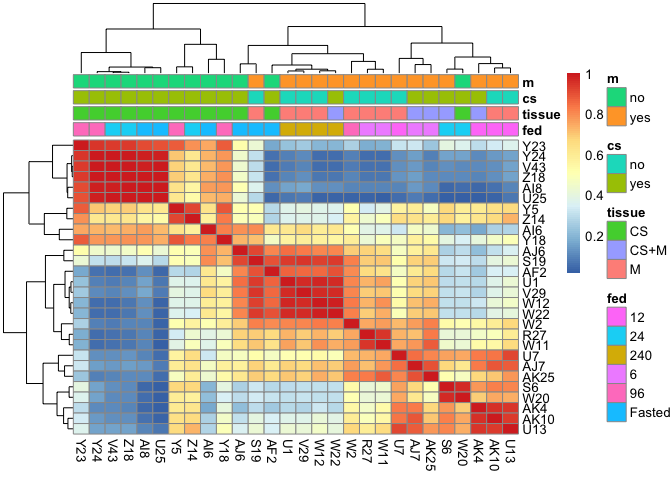 m
cs
tissue
fed
Y23
Y24
V43
Z18
AI8
U25
Y5
Z14
AI6
Y18
AJ6
S19
AF2
U1
V29
W12
W22
W2
R27
W11
U7
AJ7
AK25
S6
W20
AK4
AK10
U13
Y23
Y24
V43
Z18
AI8
U25
Y5
Z14
AI6
Y18
AJ6
S19
AF2
U1
V29
W12
W22
W2
R27
W11
U7
AJ7
AK25
S6
W20
AK4
AK10
U13
1
0.8
0.6
0.4
0.2
m
no
yes
cs
no
yes
tissue
CS
CS+M
M
fed
12
24
240
6
96
Fasted